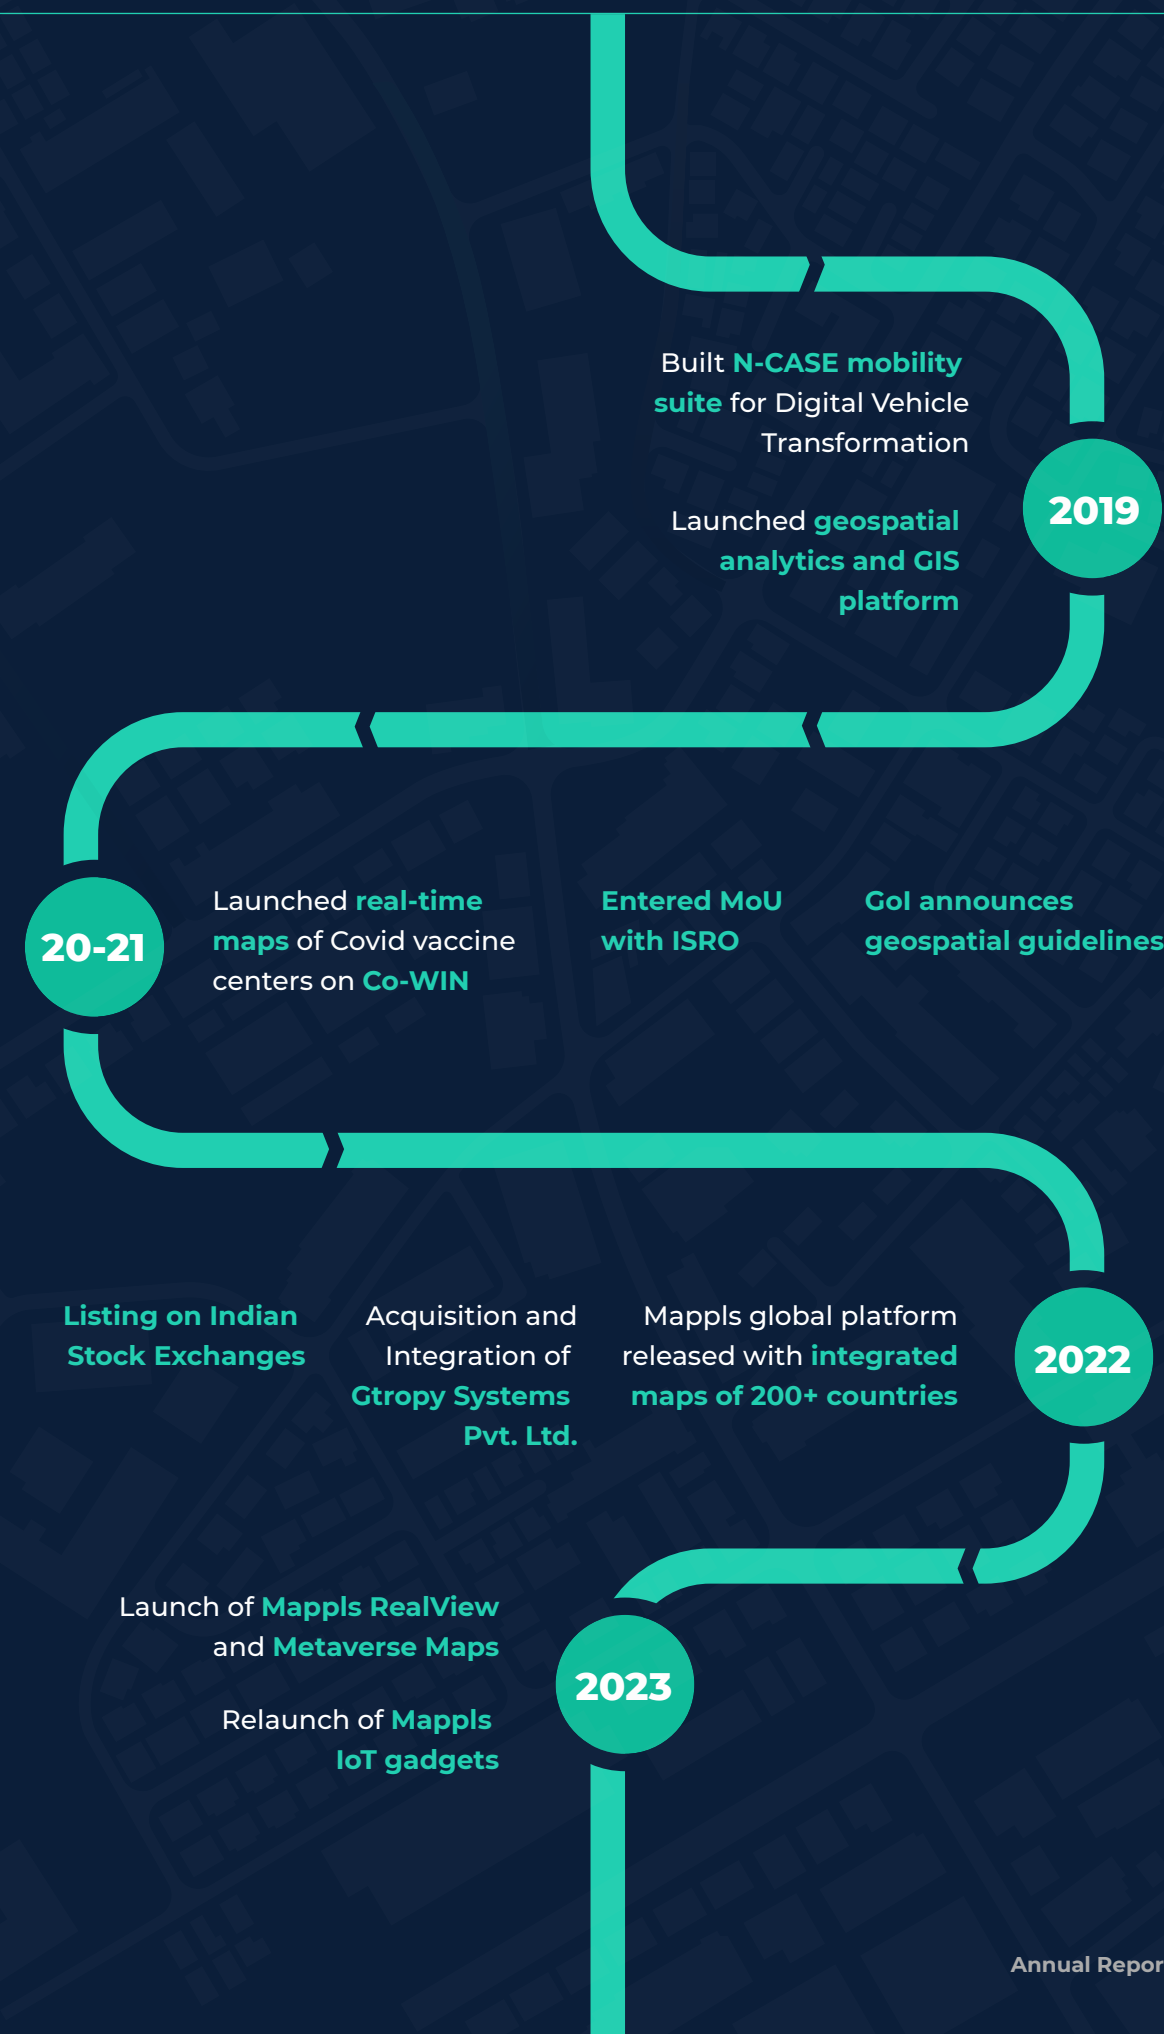 Built N-CASE mobility
suite for Digital Vehicle
Transformation
Launched geospatial
analytics and GIS
platform
2019
20-21
Launched real-time
maps of Covid vaccine
centers on Co-WIN
Entered MoU
with ISRO
GoI announces
geospatial guidelines
Listing on Indian
Stock Exchanges
Acquisition and
Integration of
Gtropy Systems
Pvt. Ltd.
Mappls global platform
released with integrated
maps of 200+ countries
2022
Launch of Mappls RealView
and Metaverse Maps
Relaunch of Mappls
IoT gadgets
2023
Annual Repor